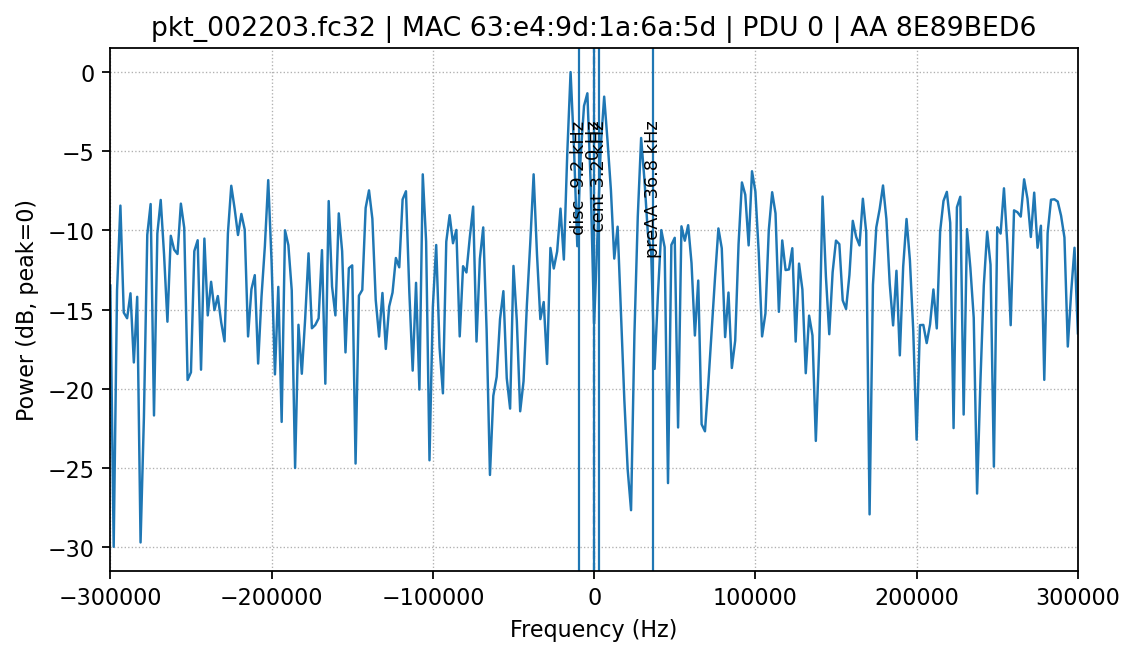 pkt_002203.fc32 | MAC 63:e4:9d:1a:6a:5d | PDU 0 | AA 8E89BED6
Power (dB, peak=0)
0
−5
−10
−15
−20
−25
−30
disc -9.2 kHz
cent 3.2 kHz
preAA 36.8 kHz
−300000
−200000
−100000
0
100000
200000
300000
Frequency (Hz)